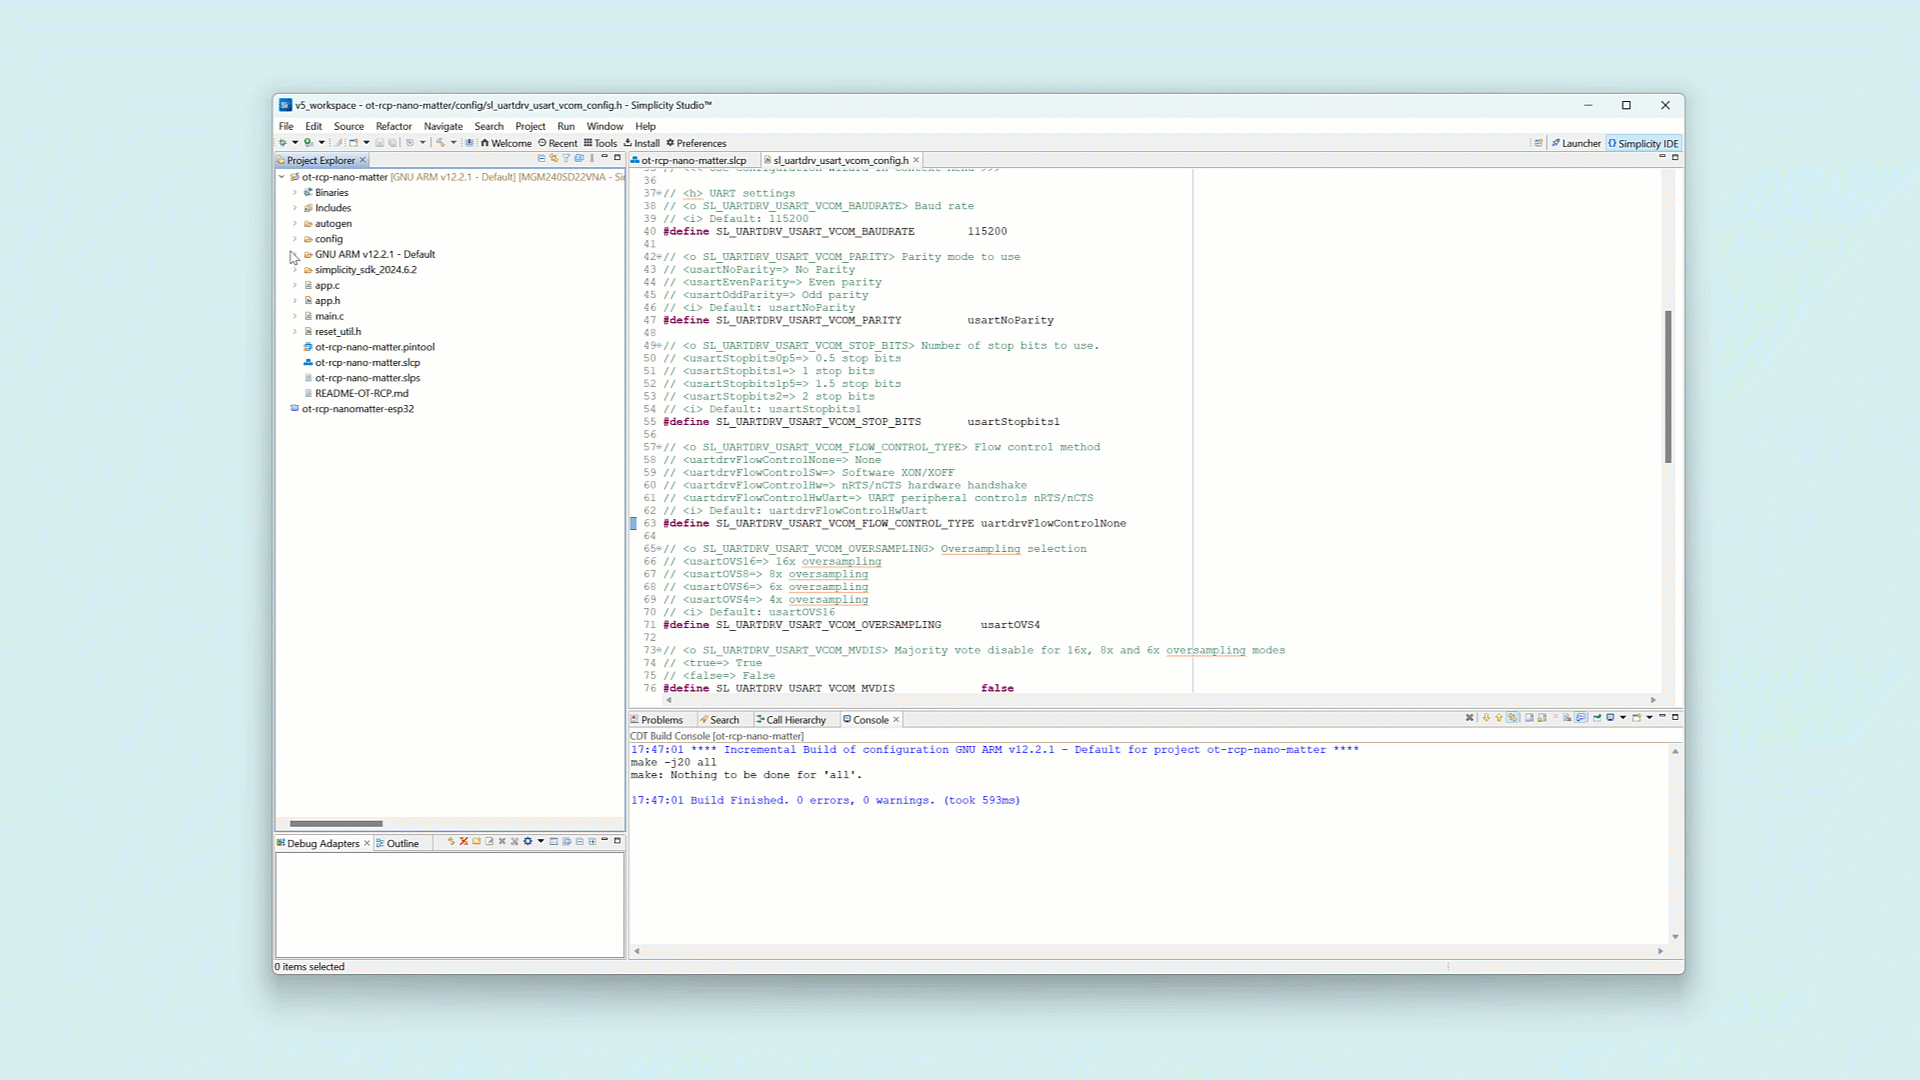 v5_workspace - ot-rcp-nano-matter/config/sl_uartdrv_usart_vcom_config.h - Simplicity Studio™
File Edit Source Refactor Navigate Search Project Run Window Help
Welcome Recent Tools Install Preferences Launcher Simplicity IDE
Project Explorer
ot-rcp-nano-matter [GNU ARM v12.2.1 - Default] [MGM240SD22VNA - Si
Binaries
Includes
autogen
config
GNU ARM v12.2.1 - Default
simplicity_sdk_2024.6.2
app.c
app.h
main.c
reset_util.h
ot-rcp-nano-matter.pintool
ot-rcp-nano-matter.slcp
ot-rcp-nano-matter.slps
README-OT-RCP.md
ot-rcp-nanomatter-esp32
ot-rcp-nano-matter.slcp sl_uartdrv_usart_vcom_config.h
36
37 // <h> UART settings
38 // <o SL_UARTDRV_USART_VCOM_BAUDRATE> Baud rate
39 // <i> Default: 115200
40 #define SL_UARTDRV_USART_VCOM_BAUDRATE 115200
41
42 // <o SL_UARTDRV_USART_VCOM_PARITY> Parity mode to use
43 // <usartNoParity=> No Parity
44 // <usartEvenParity=> Even parity
45 // <usartOddParity=> Odd parity
46 // <i> Default: usartNoParity
47 #define SL_UARTDRV_USART_VCOM_PARITY usartNoParity
48
49 // <o SL_UARTDRV_USART_VCOM_STOP_BITS> Number of stop bits to use.
50 // <usartStopbits0p5=> 0.5 stop bits
51 // <usartStopbits1=> 1 stop bits
52 // <usartStopbits1p5=> 1.5 stop bits
53 // <usartStopbits2=> 2 stop bits
54 // <i> Default: usartStopbits1
55 #define SL_UARTDRV_USART_VCOM_STOP_BITS usartStopbits1
56
57 // <o SL_UARTDRV_USART_VCOM_FLOW_CONTROL_TYPE> Flow control method
58 // <uartdrvFlowControlNone=> None
59 // <uartdrvFlowControlSw=> Software XON/XOFF
60 // <uartdrvFlowControlHw=> nRTS/nCTS hardware handshake
61 // <uartdrvFlowControlHwUart=> UART peripheral controls nRTS/nCTS
62 // <i> Default: uartdrvFlowControlHwUart
63 #define SL_UARTDRV_USART_VCOM_FLOW_CONTROL_TYPE uartdrvFlowControlNone
64
65 // <o SL_UARTDRV_USART_VCOM_OVERSAMPLING> Oversampling selection
66 // <usartOVS16=> 16x oversampling
67 // <usartOVS8=> 8x oversampling
68 // <usartOVS6=> 6x oversampling
69 // <usartOVS4=> 4x oversampling
70 // <i> Default: usartOVS16
71 #define SL_UARTDRV_USART_VCOM_OVERSAMPLING usartOVS4
72
73 // <o SL_UARTDRV_USART_VCOM_MVDIS> Majority vote disable for 16x, 8x and 6x oversampling modes
74 // <true=> True
75 // <false=> False
76 #define SL_UARTDRV_USART_VCOM_MVDIS false
Problems Search Call Hierarchy Console
CDT Build Console [ot-rcp-nano-matter]
17:47:01 **** Incremental Build of configuration GNU ARM v12.2.1 - Default for project ot-rcp-nano-matter ****
make -j20 all
make: Nothing to be done for 'all'.
17:47:01 Build Finished. 0 errors, 0 warnings. (took 593ms)
Debug Adapters Outline
0 items selected